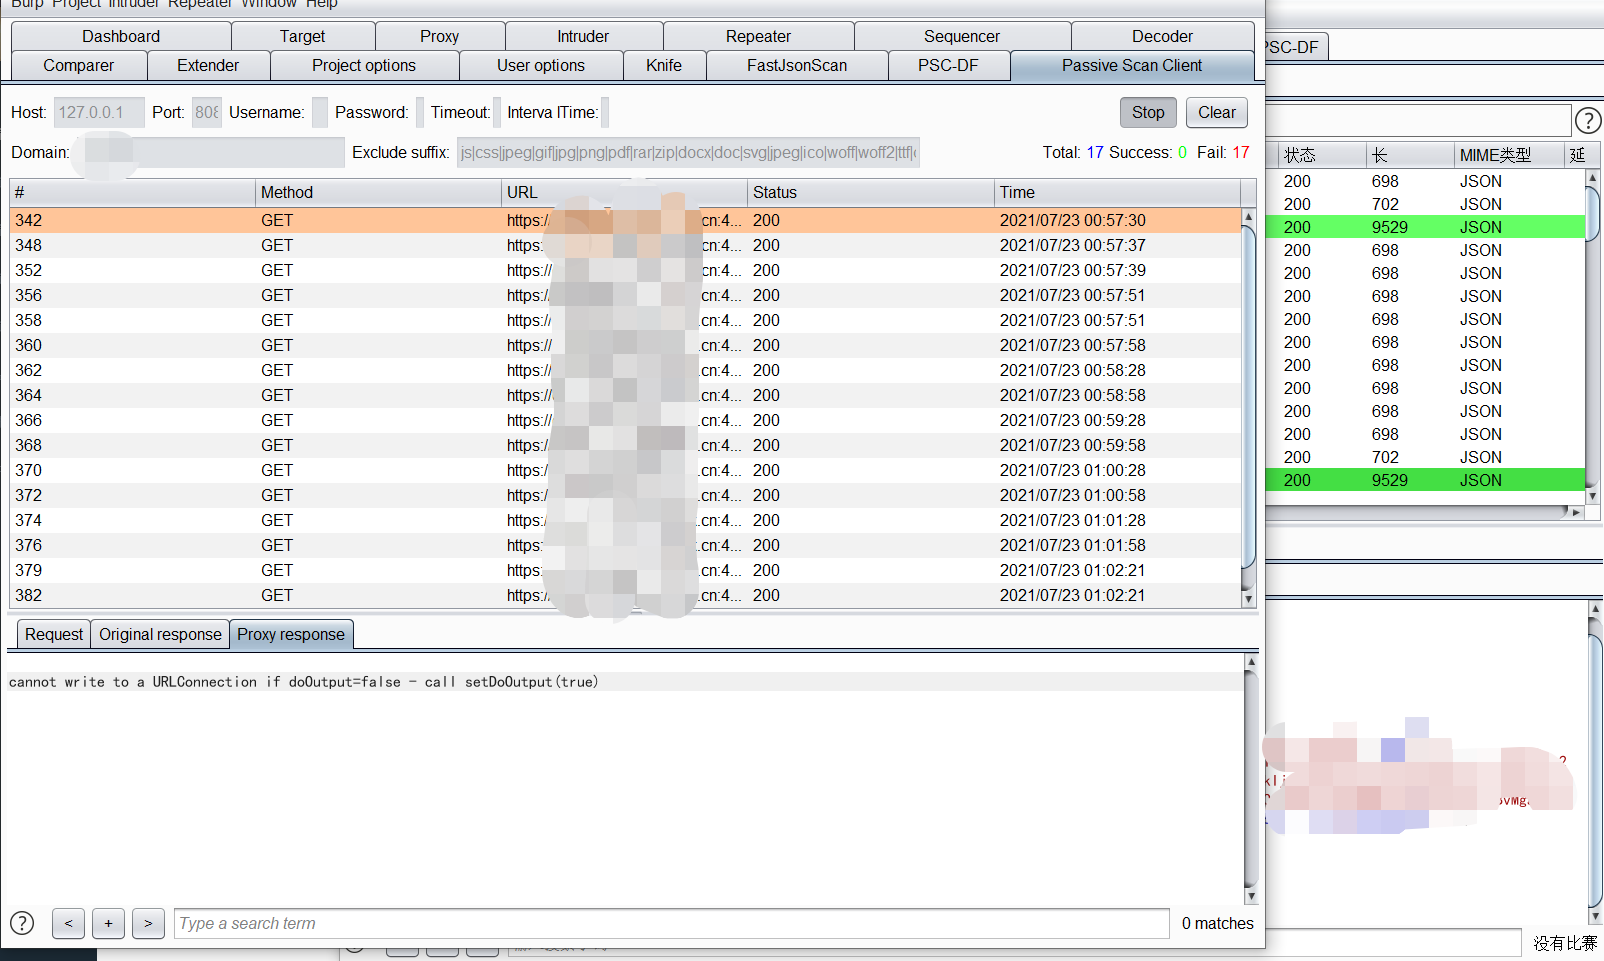 Burp Project Intruder Repeater Window Help
Dashboard Target Proxy Intruder Repeater Sequencer Decoder
Comparer Extender Project options User options Knife FastJsonScan PSC-DF Passive Scan Client
Host: 127.0.0.1 Port: 808 Username: Password: Timeout: Interva lTime: Stop Clear
Domain: Exclude suffix: js|css|jpeg|gif|jpg|png|pdf|rar|zip|docx|doc|svg|jpeg|ico|woff|woff2|ttf|
Total: 17 Success: 0 Fail: 17
# Method URL Status Time
342 GET https:/ cn:4... 200 2021/07/23 00:57:30
348 GET https:/ cn:4... 200 2021/07/23 00:57:37
352 GET https:// cn:4... 200 2021/07/23 00:57:39
356 GET https:// .cn:4... 200 2021/07/23 00:57:51
358 GET https:// .cn:4... 200 2021/07/23 00:57:51
360 GET https:// .cn:4... 200 2021/07/23 00:57:58
362 GET https:// .cn:4... 200 2021/07/23 00:58:28
364 GET https:// .cn:4... 200 2021/07/23 00:58:58
366 GET https:// .cn:4... 200 2021/07/23 00:59:28
368 GET https:/ .cn:4... 200 2021/07/23 00:59:58
370 GET https:/ .cn:4... 200 2021/07/23 01:00:28
372 GET https:/ .cn:4... 200 2021/07/23 01:00:58
374 GET https:/ .cn:4... 200 2021/07/23 01:01:28
376 GET https: .cn:4... 200 2021/07/23 01:01:58
379 GET https: .cn:4... 200 2021/07/23 01:02:21
382 GET https:/ .cn:4... 200 2021/07/23 01:02:21
Request Original response Proxy response
cannot write to a URLConnection if doOutput=false - call setDoOutput(true)
? < + > Type a search term 0 matches
PSC-DF
?
状态 长 MIME类型 延
200 698 JSON
200 702 JSON
200 9529 JSON
200 698 JSON
200 698 JSON
200 698 JSON
200 698 JSON
200 698 JSON
200 698 JSON
200 698 JSON
200 698 JSON
200 698 JSON
200 702 JSON
200 9529 JSON
没有比赛